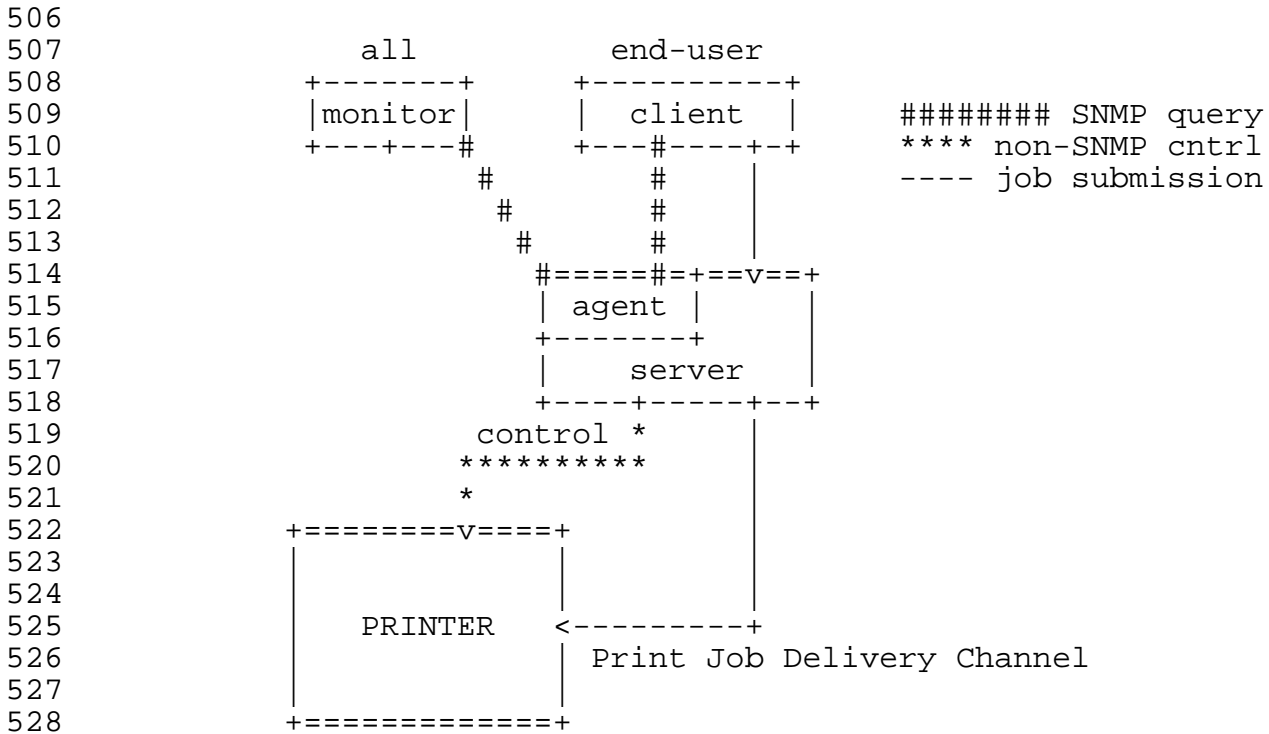 506
507                all          end-user
508             +-------+     +----------+
509             |monitor|     |  client  |     ######## SNMP query
510             +---+---#     +---#----+-+     **** non-SNMP cntrl
511                      #        #    |       ---- job submission
512                       #       #    |
513                        #      #    |
514                         #=====#=+==v==+
515                         | agent |     |
516                         +-------+     |
517                         |    server   |
518                         +----+-----+--+
519                      control *     |
520                     **********     |
521                     *              |
522            +========v====+         |
523            |             |         |
524            |             |         |
525            |   PRINTER   <---------+
526            |             | Print Job Delivery Channel
527            |             |
528            +=============+